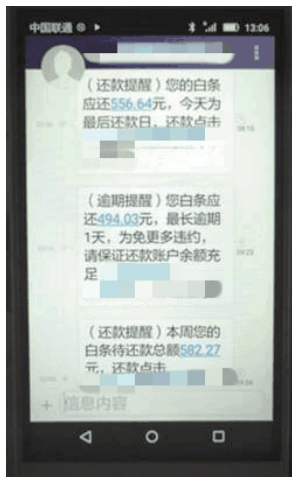 中国联通 13:06
（还款提醒）您的白条
应还556.64元，今天为
最后还款日，还款点击
09:15
（逾期提醒）您白条应
还494.03元，最长逾期
1天，为免更多违约，
请保证还款账户余额充
足
09:23
（还款提醒）本周您的
白条待还款总额582.27
元，还款点击
信息内容